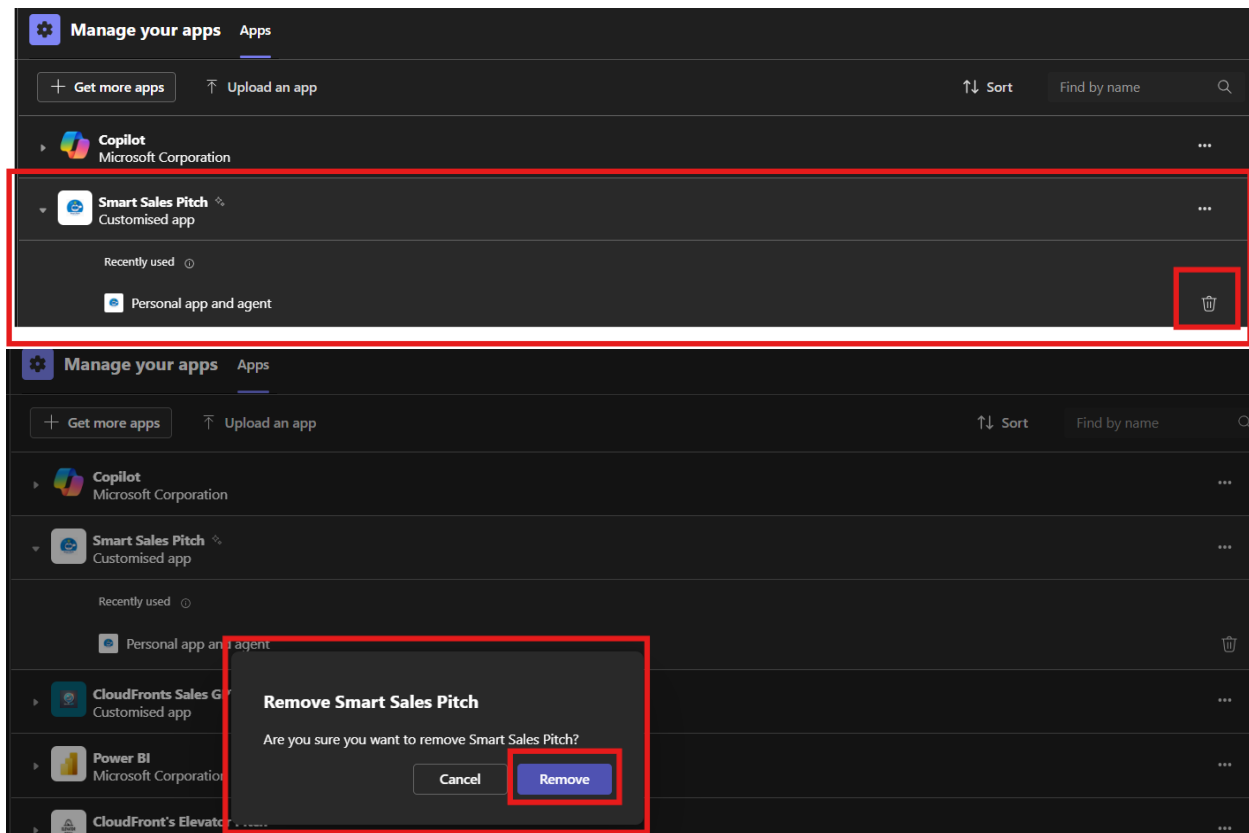 Manage your apps Apps
Get more apps Upload an app Sort Find by name
Copilot
Microsoft Corporation
Smart Sales Pitch
Customised app
Recently used
Personal app and agent
Manage your apps Apps
Get more apps Upload an app Sort Find by name
Copilot
Microsoft Corporation
Smart Sales Pitch
Customised app
Recently used
Personal app and agent
CloudFronts Sales
Customised app
Remove Smart Sales Pitch
Are you sure you want to remove Smart Sales Pitch?
Power BI
Microsoft Corporation
Cancel Remove
CloudFront's Elevator